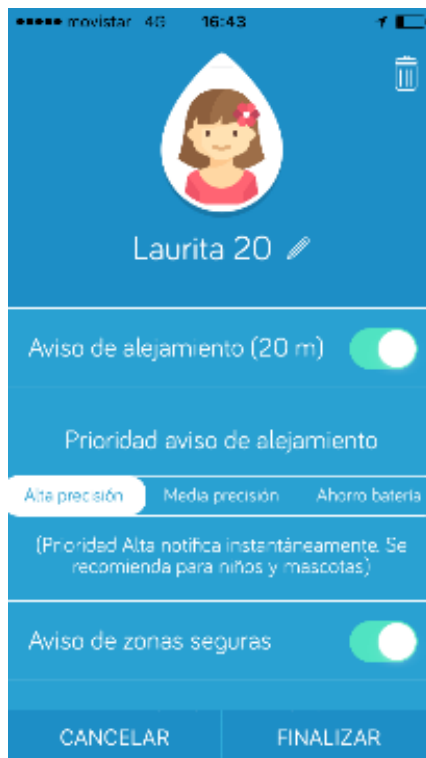 movistar 4G 16:43
Laurita 20
Aviso de alejamiento (20 m)
Prioridad aviso de alejamiento
Alta precisión Media precisión Ahorro batería
(Prioridad Alta notifica instantáneamente. Se
recomienda para niños y mascotas)
Aviso de zonas seguras
CANCELAR FINALIZAR